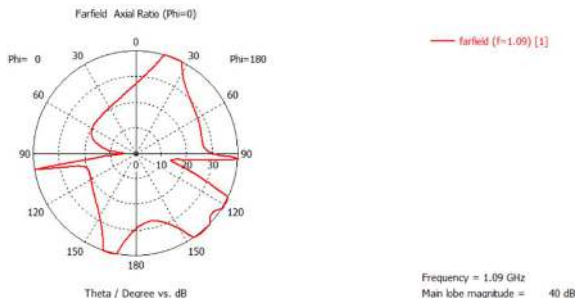 Farfield Axial Ratio (Phi=0)
farfield (f=1.09) [1]
0
Phi= 0
30
30
Phi=180
60
60
90
0
10
20
30
40
90
120
120
150
150
180
Theta / Degree vs. dB
Frequency = 1.09 GHz
Main lobe magnitude = 40 dB